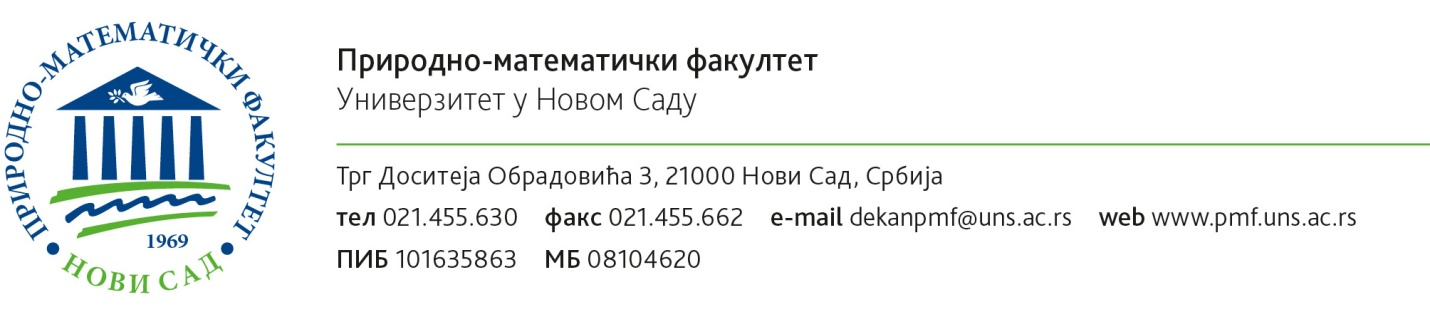 ПРИРОДНО-МАТЕМАТИЧКИ ФАКУЛТЕТ
1969
НОВИ САД
Природно-математички факултет
Универзитет у Новом Саду
Трг Доситеја Обрадовића 3, 21000 Нови Сад, Србија
тел 021.455.630 факс 021.455.662 e-mail dekanpmf@uns.ac.rs web www.pmf.uns.ac.rs
ПИБ 101635863 МБ 08104620